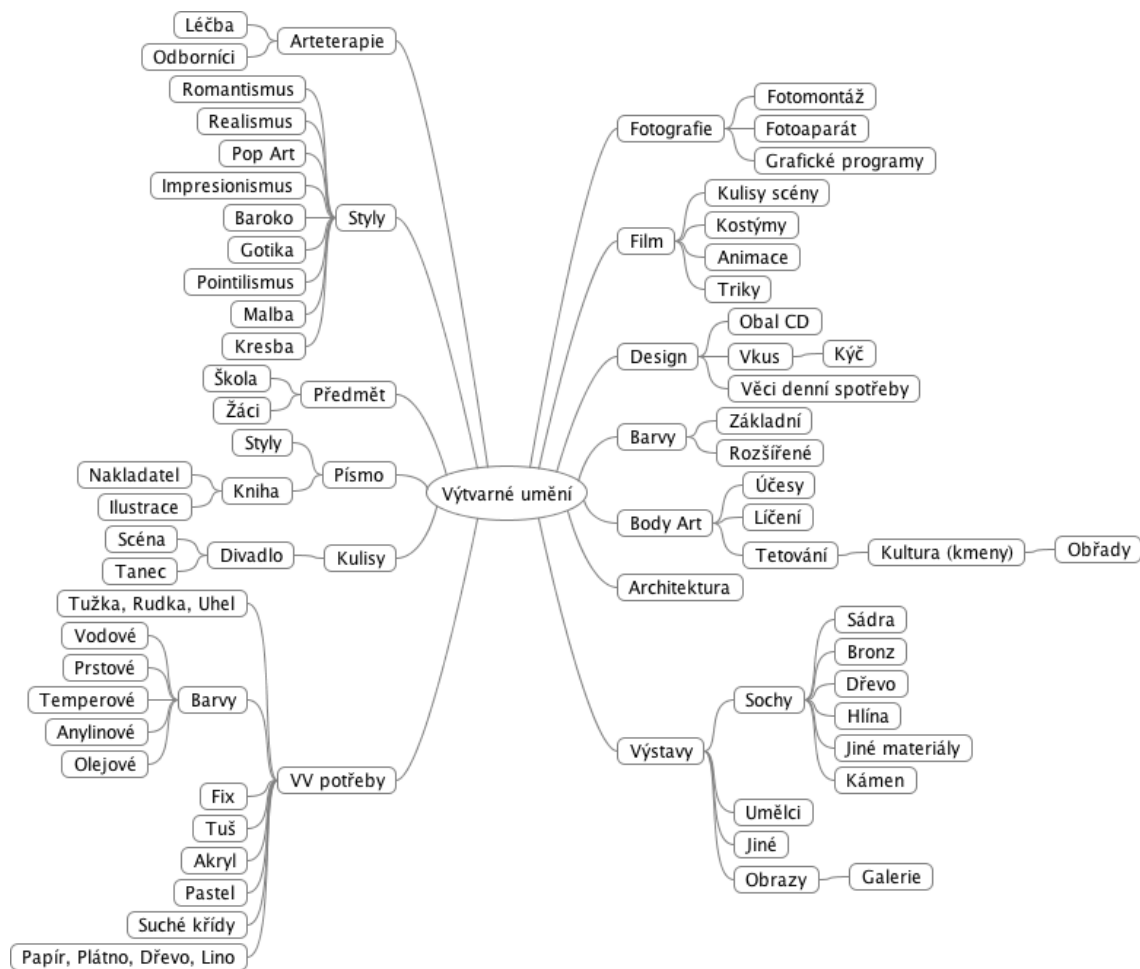 Výtvarné umění
Arteterapie
Léčba
Odborníci
Styly
Romantismus
Realismus
Pop Art
Impresionismus
Baroko
Gotika
Pointilismus
Malba
Kresba
Předmět
Škola
Žáci
Písmo
Styly
Kniha
Nakladatel
Ilustrace
Kulisy
Divadlo
Scéna
Tanec
VV potřeby
Tužka, Rudka, Uhel
Barvy
Vodové
Prstové
Temperové
Anylinové
Olejové
Fix
Tuš
Akryl
Pastel
Suché křídy
Papír, Plátno, Dřevo, Lino
Fotografie
Fotomontáž
Fotoaparát
Grafické programy
Film
Kulisy scény
Kostýmy
Animace
Triky
Design
Obal CD
Vkus
Kýč
Věci denní spotřeby
Barvy
Základní
Rozšířené
Body Art
Účesy
Líčení
Tetování
Kultura (kmeny)
Obřady
Architektura
Výstavy
Sochy
Sádra
Bronz
Dřevo
Hlína
Jiné materiály
Kámen
Umělci
Jiné
Obrazy
Galerie